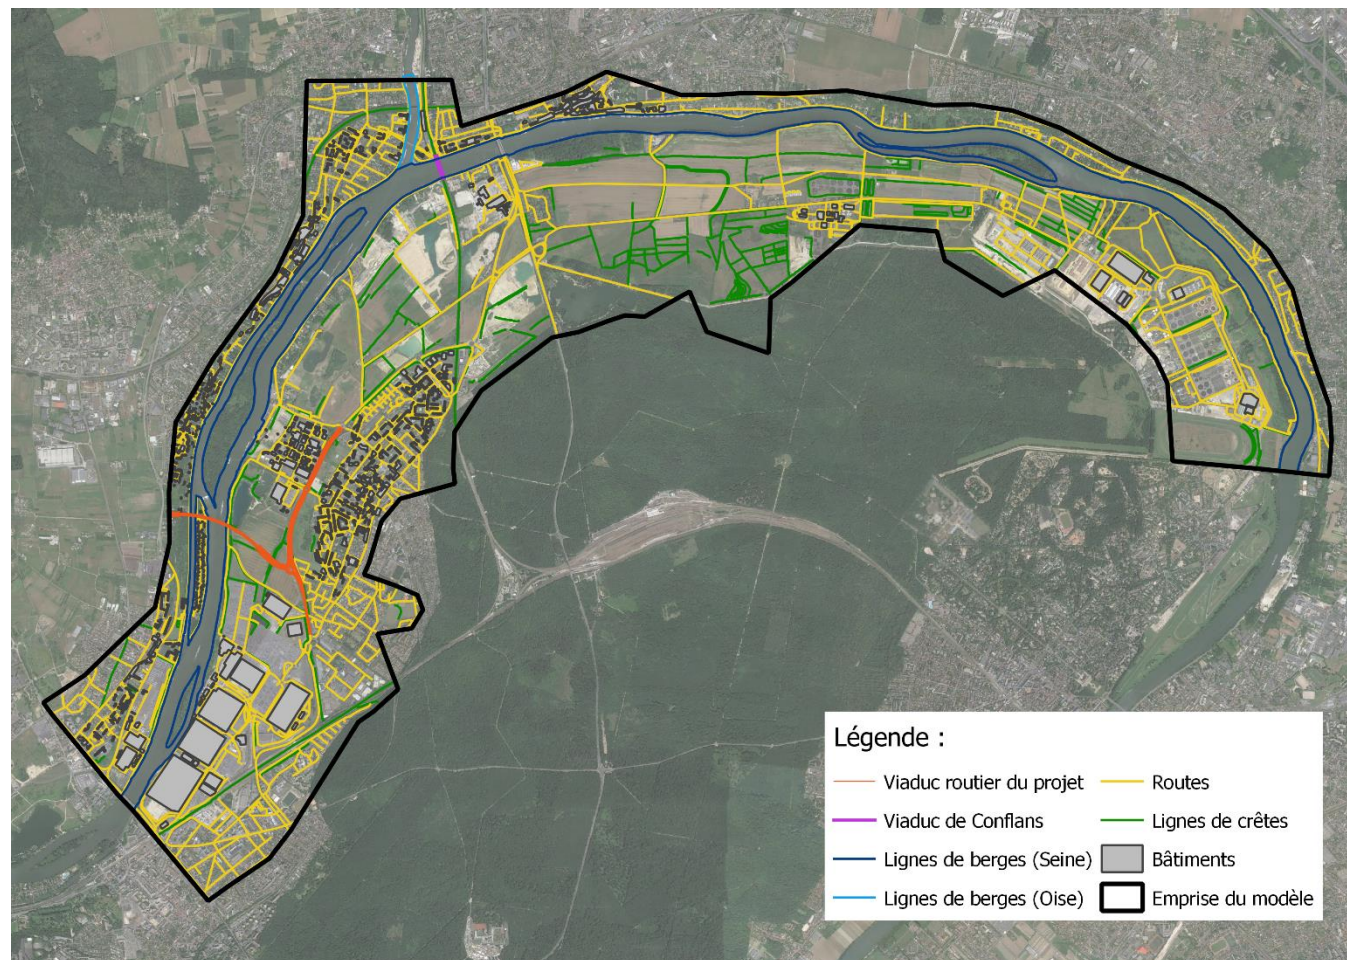 Légende :
Viaduc routier du projet
Routes
Viaduc de Conflans
Lignes de crêtes
Lignes de berges (Seine)
Bâtiments
Lignes de berges (Oise)
Emprise du modèle